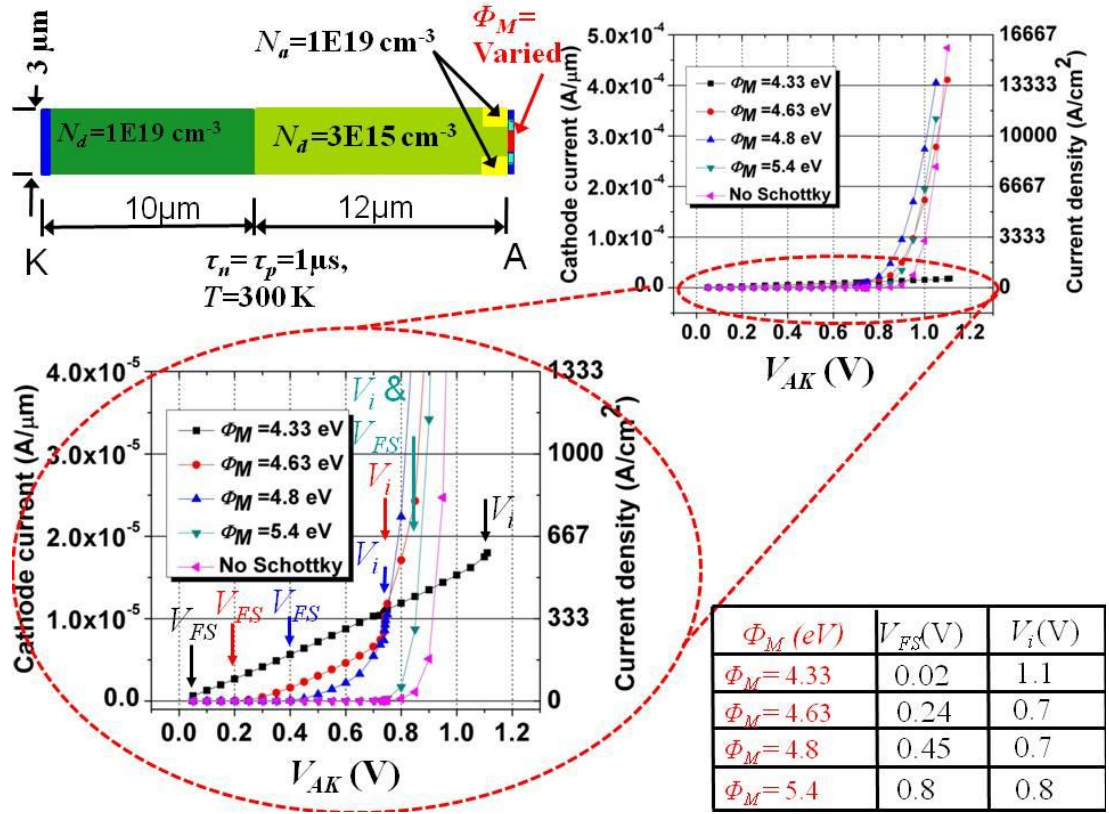 Φ_M=
Varied
N_a=1E19 cm-3
3 μm
N_d=1E19 cm-3
N_d=3E15 cm-3
10μm
12μm
K
A
τ_n= τ_p=1μs,
T=300 K
5.0x10-4
4.0x10-4
3.0x10-4
2.0x10-4
1.0x10-4
0.0
Cathode current (A/μm)
Φ_M =4.33 eV
Φ_M =4.63 eV
Φ_M =4.8 eV
Φ_M =5.4 eV
No Schottky
16667
13333
10000
6667
3333
0
Current density (A/cm2)
0.0 0.2 0.4 0.6 0.8 1.0 1.2
V_AK (V)
4.0x10-5
3.0x10-5
2.0x10-5
1.0x10-5
0.0
Cathode current (A/μm)
Φ_M =4.33 eV
Φ_M =4.63 eV
Φ_M =4.8 eV
Φ_M =5.4 eV
No Schottky
V_i &
V_FS
V_i
V_i
V_i
V_FS
V_FS
V_FS
1333
1000
667
333
0
Current density (A/cm2)
0.0 0.2 0.4 0.6 0.8 1.0 1.2
V_AK (V)
Φ_M (eV) V_FS(V) V_i(V)
Φ_M= 4.33 0.02 1.1
Φ_M= 4.63 0.24 0.7
Φ_M= 4.8 0.45 0.7
Φ_M= 5.4 0.8 0.8